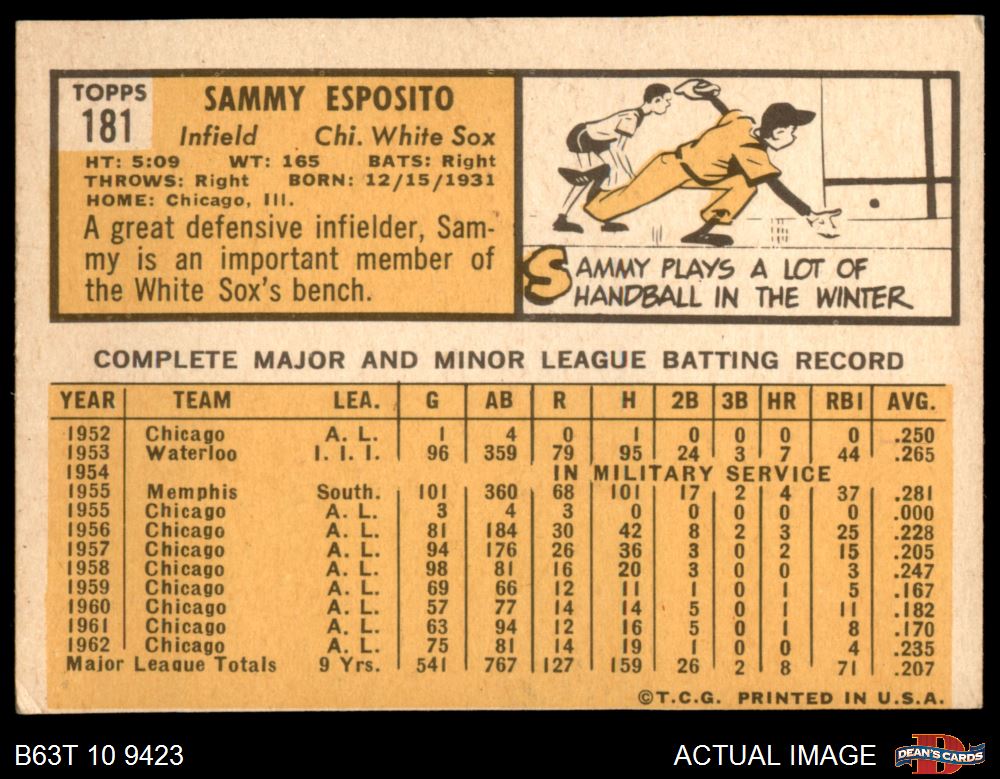 TOPPS
181
SAMMY ESPOSITO
Infield Chi. White Sox
HT: 5:09 WT: 165 BATS: Right
THROWS: Right BORN: 12/15/1931
HOME: Chicago, Ill.
A great defensive infielder, Sam-
my is an important member of
the White Sox's bench.
SAMMY PLAYS A LOT OF
HANDBALL IN THE WINTER
COMPLETE MAJOR AND MINOR LEAGUE BATTING RECORD
YEAR TEAM LEA. G AB R H 2B 3B HR RBI AVG.
1952 Chicago A. L. 1 4 0 1 0 0 0 0 .250
1953 Waterloo I. I. I. 96 359 79 95 24 3 7 44 .265
1954 IN MILITARY SERVICE
1955 Memphis South. 101 360 68 101 17 2 4 37 .281
1955 Chicago A. L. 3 4 3 0 0 0 0 0 .000
1956 Chicago A. L. 81 184 30 42 8 2 3 25 .228
1957 Chicago A. L. 94 176 26 36 3 0 2 15 .205
1958 Chicago A. L. 98 81 16 20 3 0 0 3 .247
1959 Chicago A. L. 69 66 12 11 1 0 1 5 .167
1960 Chicago A. L. 57 77 14 14 5 0 1 11 .182
1961 Chicago A. L. 63 94 12 16 5 0 1 8 .170
1962 Chicago A. L. 75 81 14 19 1 0 0 4 .235
Major League Totals 9 Yrs. 541 767 127 159 26 2 8 71 .207
©T.C.G. PRINTED IN U.S.A.
B63T 10 9423 ACTUAL IMAGE
DEAN'S CARDS